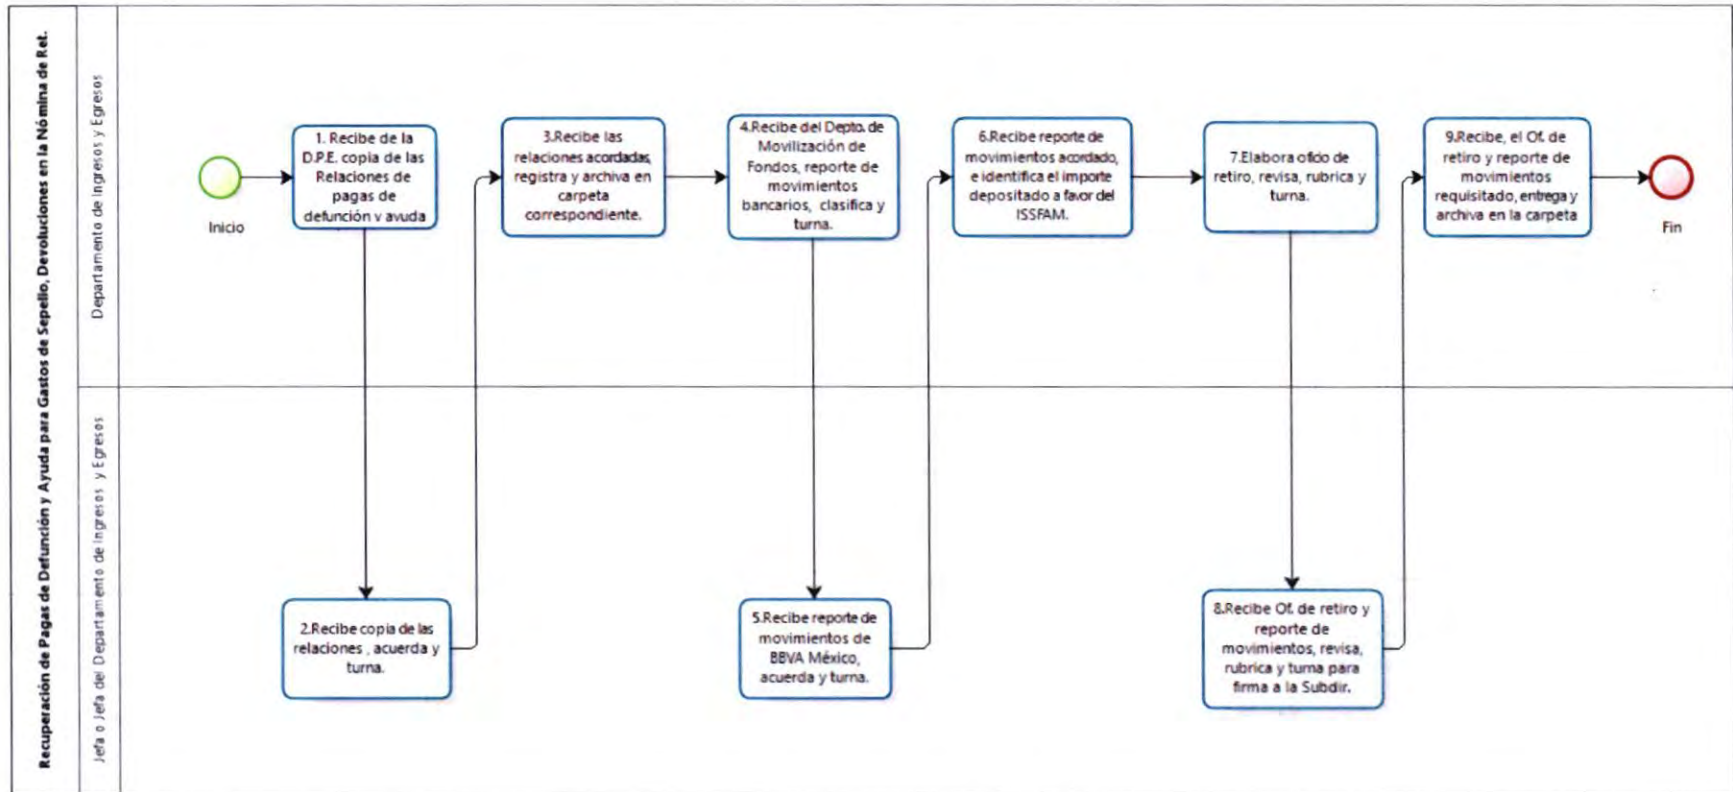 Recuperación de Pagas de Defunción y Ayuda para Gastos de Sepelio, Devoluciones en la Nómina de Ret.
Departamento de Ingresos y Egresos
Inicio
1. Recibe de la
D.P.E. copia de las
Relaciones de
pagas de
defunción y ayuda
3.Recibe las
relaciones acordadas,
registra y archiva en
carpeta
correspondiente.
4.Recibe del Depto. de
Movilización de
Fondos, reporte de
movimientos
bancarios, clasifica y
turna.
6.Recibe reporte de
movimientos acordado,
e identifica el importe
depositado a favor del
ISSFAM.
7.Elabora oficio de
retiro, revisa, rubrica y
turna.
9.Recibe, el Of. de
retiro y reporte de
movimientos
requisitado, entrega y
archiva en la carpeta
Fin
Jefa o Jefa del Departamento de Ingresos y Egresos
2.Recibe copia de las
relaciones , acuerda y
turna.
5.Recibe reporte de
movimientos de
BBVA México,
acuerda y turna.
8.Recibe Of. de retiro y
reporte de
movimientos, revisa,
rubrica y turna para
firma a la Subdir.